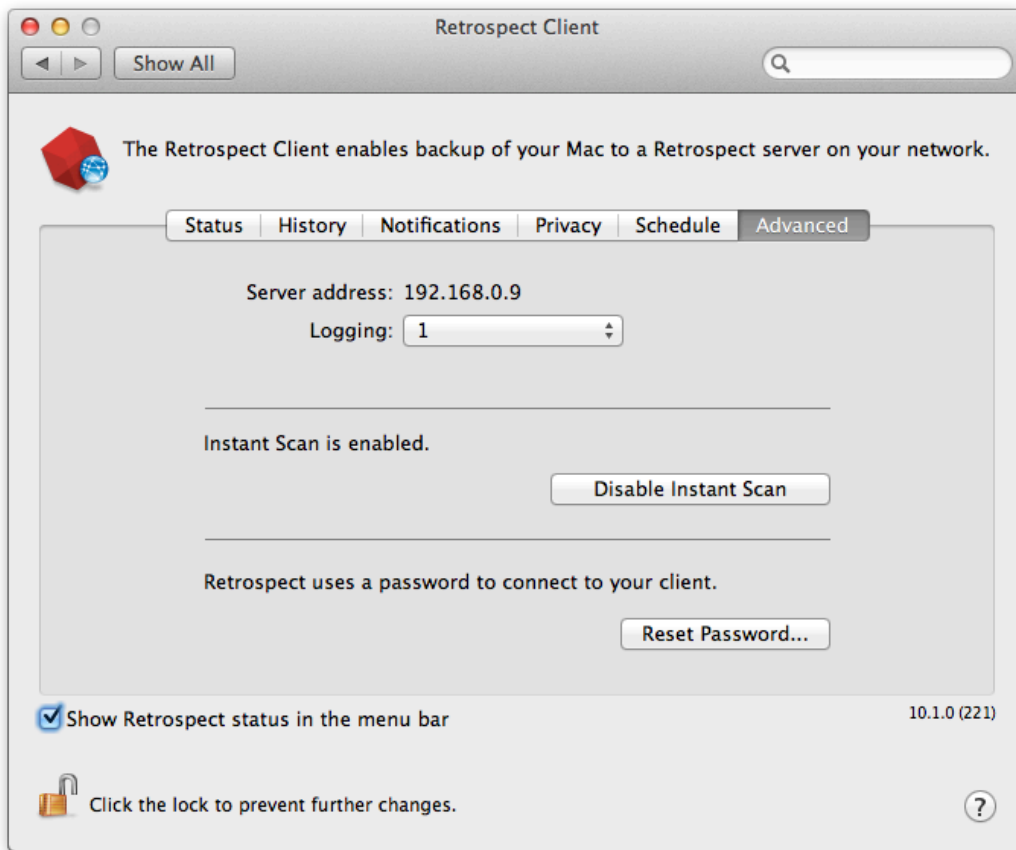 Retrospect Client
Show All
The Retrospect Client enables backup of your Mac to a Retrospect server on your network.
Status History Notifications Privacy Schedule Advanced
Server address: 192.168.0.9
Logging: 1
Instant Scan is enabled.
Disable Instant Scan
Retrospect uses a password to connect to your client.
Reset Password...
Show Retrospect status in the menu bar
10.1.0 (221)
Click the lock to prevent further changes.
?